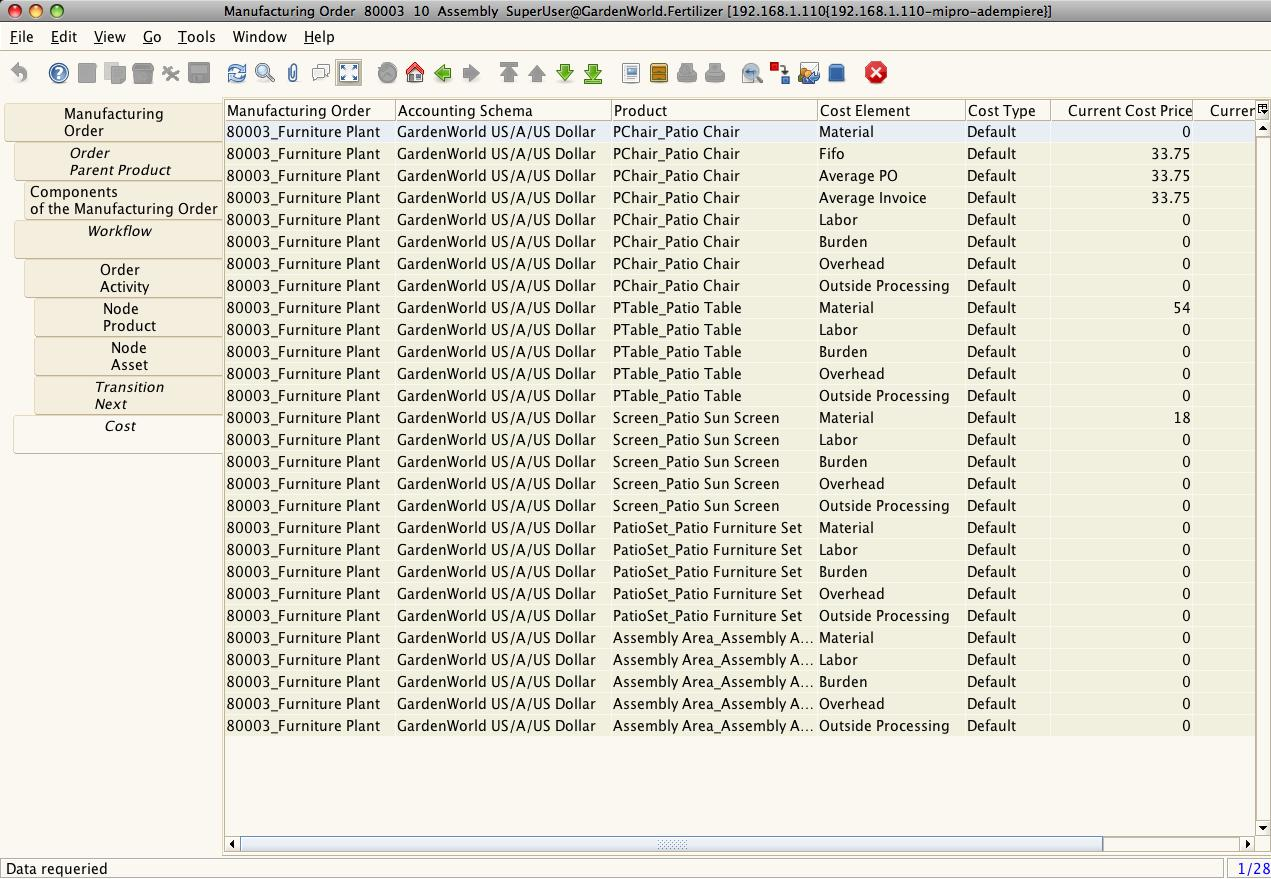 Manufacturing Order 80003 10 Assembly SuperUser@GardenWorld.Fertilizer [192.168.1.110{192.168.1.110-mipro-adempiere}]
File Edit View Go Tools Window Help
Manufacturing
Order
Order
Parent Product
Components
of the Manufacturing Order
Workflow
Order
Activity
Node
Product
Node
Asset
Transition
Next
Cost
Manufacturing Order Accounting Schema Product Cost Element Cost Type Current Cost Price Currer
80003_Furniture Plant GardenWorld US/A/US Dollar PChair_Patio Chair Material Default 0
80003_Furniture Plant GardenWorld US/A/US Dollar PChair_Patio Chair Fifo Default 33.75
80003_Furniture Plant GardenWorld US/A/US Dollar PChair_Patio Chair Average PO Default 33.75
80003_Furniture Plant GardenWorld US/A/US Dollar PChair_Patio Chair Average Invoice Default 33.75
80003_Furniture Plant GardenWorld US/A/US Dollar PChair_Patio Chair Labor Default 0
80003_Furniture Plant GardenWorld US/A/US Dollar PChair_Patio Chair Burden Default 0
80003_Furniture Plant GardenWorld US/A/US Dollar PChair_Patio Chair Overhead Default 0
80003_Furniture Plant GardenWorld US/A/US Dollar PChair_Patio Chair Outside Processing Default 0
80003_Furniture Plant GardenWorld US/A/US Dollar PTable_Patio Table Material Default 54
80003_Furniture Plant GardenWorld US/A/US Dollar PTable_Patio Table Labor Default 0
80003_Furniture Plant GardenWorld US/A/US Dollar PTable_Patio Table Burden Default 0
80003_Furniture Plant GardenWorld US/A/US Dollar PTable_Patio Table Overhead Default 0
80003_Furniture Plant GardenWorld US/A/US Dollar PTable_Patio Table Outside Processing Default 0
80003_Furniture Plant GardenWorld US/A/US Dollar Screen_Patio Sun Screen Material Default 18
80003_Furniture Plant GardenWorld US/A/US Dollar Screen_Patio Sun Screen Labor Default 0
80003_Furniture Plant GardenWorld US/A/US Dollar Screen_Patio Sun Screen Burden Default 0
80003_Furniture Plant GardenWorld US/A/US Dollar Screen_Patio Sun Screen Overhead Default 0
80003_Furniture Plant GardenWorld US/A/US Dollar Screen_Patio Sun Screen Outside Processing Default 0
80003_Furniture Plant GardenWorld US/A/US Dollar PatioSet_Patio Furniture Set Material Default 0
80003_Furniture Plant GardenWorld US/A/US Dollar PatioSet_Patio Furniture Set Labor Default 0
80003_Furniture Plant GardenWorld US/A/US Dollar PatioSet_Patio Furniture Set Burden Default 0
80003_Furniture Plant GardenWorld US/A/US Dollar PatioSet_Patio Furniture Set Overhead Default 0
80003_Furniture Plant GardenWorld US/A/US Dollar PatioSet_Patio Furniture Set Outside Processing Default 0
80003_Furniture Plant GardenWorld US/A/US Dollar Assembly Area_Assembly A... Material Default 0
80003_Furniture Plant GardenWorld US/A/US Dollar Assembly Area_Assembly A... Labor Default 0
80003_Furniture Plant GardenWorld US/A/US Dollar Assembly Area_Assembly A... Burden Default 0
80003_Furniture Plant GardenWorld US/A/US Dollar Assembly Area_Assembly A... Overhead Default 0
80003_Furniture Plant GardenWorld US/A/US Dollar Assembly Area_Assembly A... Outside Processing Default 0
Data requeried 1/28